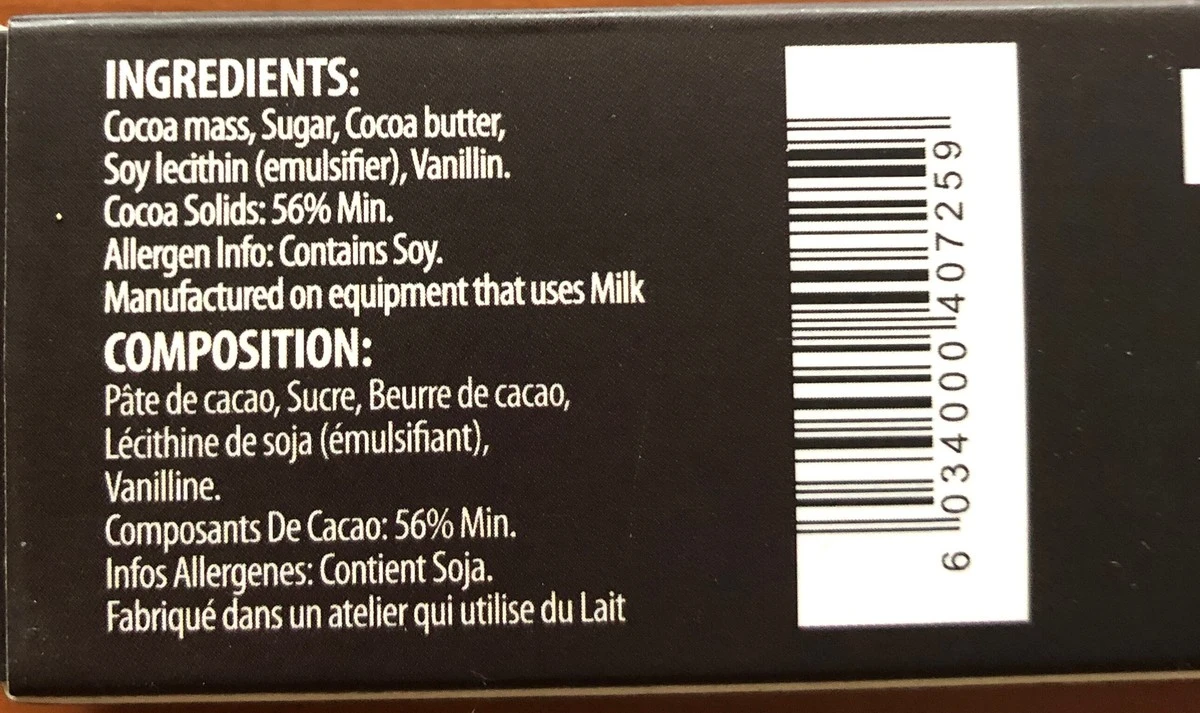 INGREDIENTS:
Cocoa mass, Sugar, Cocoa butter,
Soy lecithin (emulsifier), Vanillin.
Cocoa Solids: 56% Min.
Allergen Info: Contains Soy.
Manufactured on equipment that uses Milk
COMPOSITION:
Pâte de cacao, Sucre, Beurre de cacao,
Lécithine de soja (émulsifiant),
Vanilline.
Composants De Cacao: 56% Min.
Infos Allergenes: Contient Soja.
Fabriqué dans un atelier qui utilise du Lait
6 034000 407259